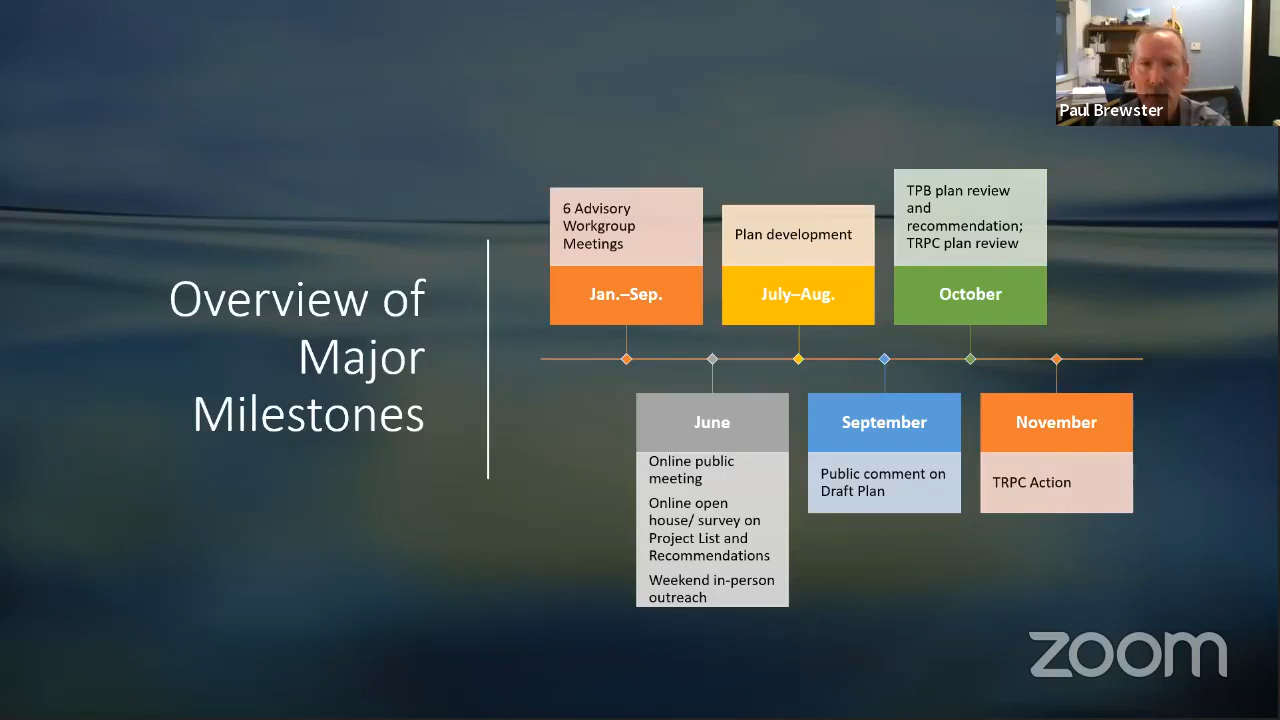 Paul Brewster
Overview of
Major
Milestones
6 Advisory
Workgroup
Meetings
Jan.–Sep.
Plan development
July–Aug.
TPB plan review
and
recommendation;
TRPC plan review
October
June
Online public
meeting
Online open
house/ survey on
Project List and
Recommendations
Weekend in-person
outreach
September
Public comment on
Draft Plan
November
TRPC Action
zoom